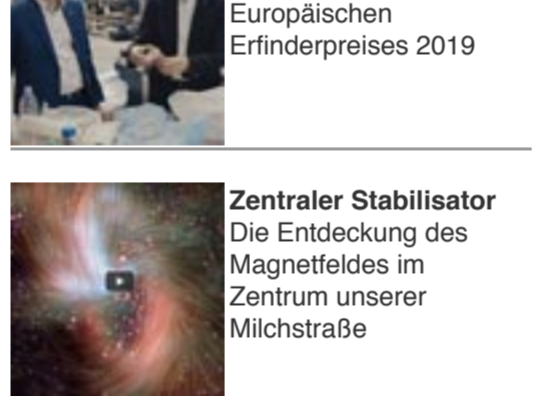 Europäischen
Erfinderpreises 2019
Zentraler Stabilisator
Die Entdeckung des
Magnetfeldes im
Zentrum unserer
Milchstraße